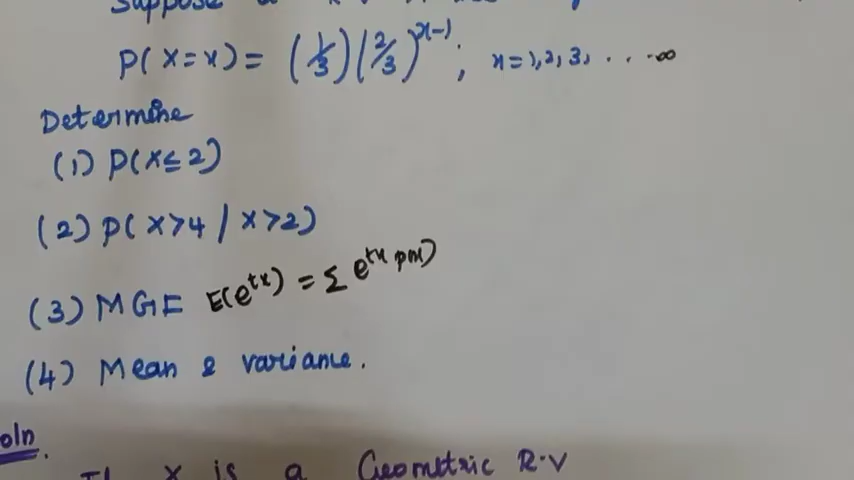 Suppose a R.V X
P(X=x) = (1/3)(2/3)^{x-1}; x=1,2,3,...∞
Determine
(1) P(X≤2)
(2) P(X>4 / X>2)
(3) MGF E(e^{tx}) = Σ e^{tx} p(x)
(4) Mean & variance.
Soln.
X is a Geometric R.V